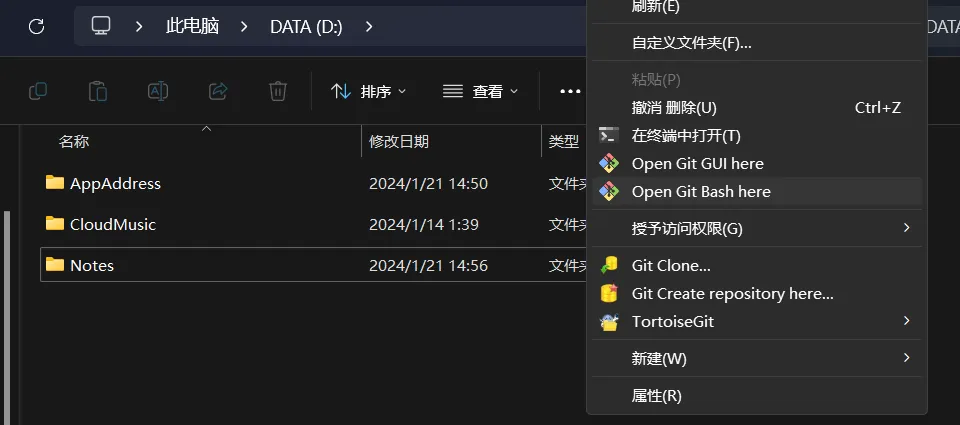 此电脑 DATA (D:)
DATA
排序 查看
名称 修改日期 类型
AppAddress 2024/1/21 14:50 文件夹
CloudMusic 2024/1/14 1:39 文件夹
Notes 2024/1/21 14:56 文件夹
刷新(E)
自定义文件夹(F)...
粘贴(P)
撤消 删除(U) Ctrl+Z
在终端中打开(T)
Open Git GUI here
Open Git Bash here
授予访问权限(G)
Git Clone...
Git Create repository here...
TortoiseGit
新建(W)
属性(R)